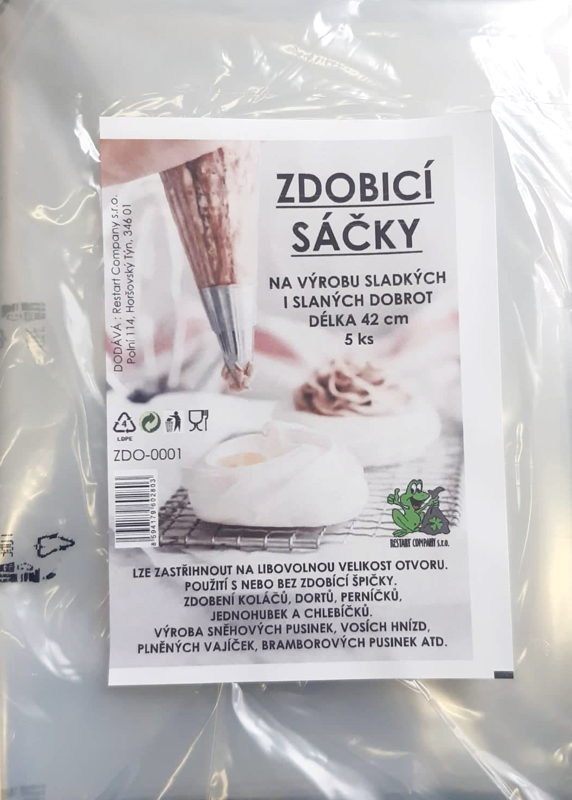 ZDOBICÍ
SÁČKY
NA VÝROBU SLADKÝCH
I SLANÝCH DOBROT
DÉLKA 42 cm
5 ks
DODÁVÁ : Restart Company s.r.o.
Polní 114, Horšovský Týn, 346 01
4
LDPE
ZDO-0001
RESTART COMPANY s.r.o.
LZE ZASTŘIHNOUT NA LIBOVOLNOU VELIKOST OTVORU.
POUŽITÍ S NEBO BEZ ZDOBÍCÍ ŠPIČKY.
ZDOBENÍ KOLÁČŮ, DORTŮ, PERNÍČKŮ,
JEDNOHUBEK A CHLEBÍČKŮ.
VÝROBA SNĚHOVÝCH PUSINEK, VOSÍCH HNÍZD,
PLNĚNÝCH VAJÍČEK, BRAMBOROVÝCH PUSINEK ATD.